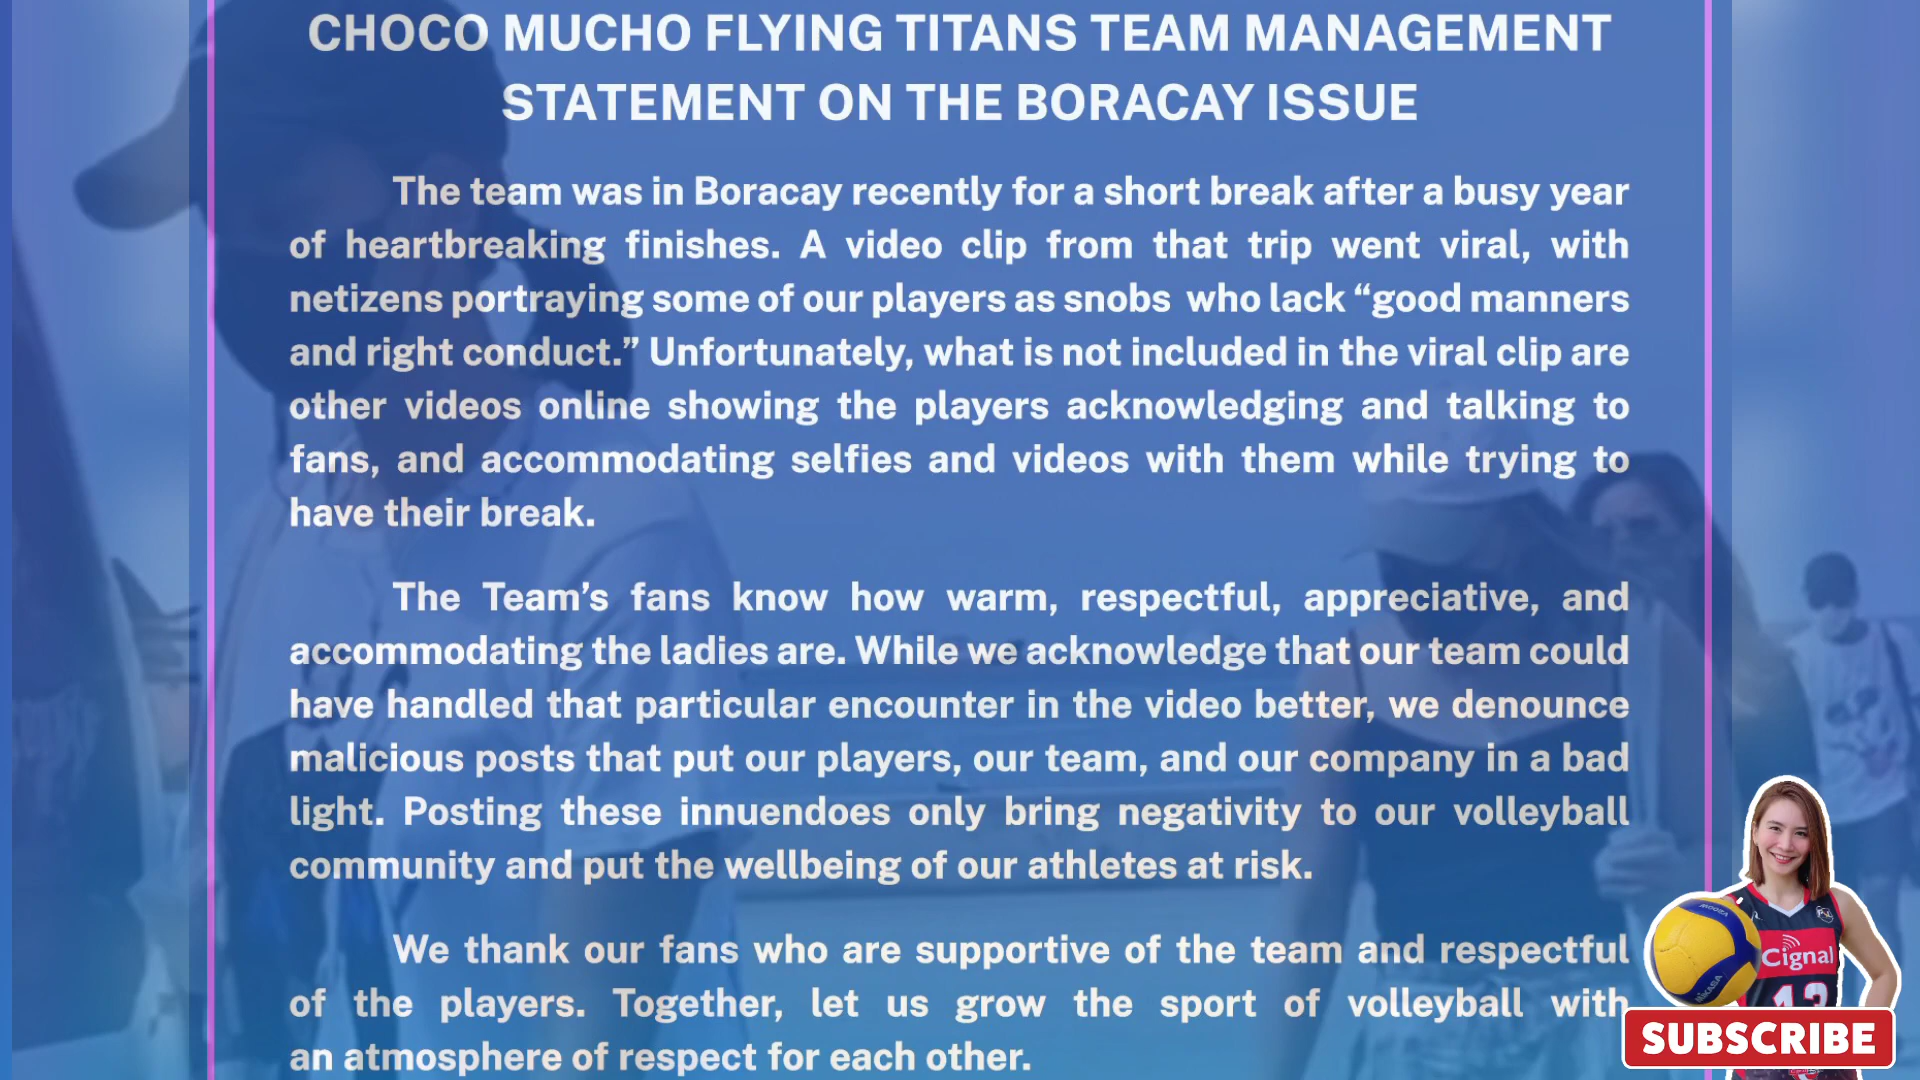 CHOCO MUCHO FLYING TITANS TEAM MANAGEMENT
STATEMENT ON THE BORACAY ISSUE
The team was in Boracay recently for a short break after a busy year
of heartbreaking finishes. A video clip from that trip went viral, with
netizens portraying some of our players as snobs who lack “good manners
and right conduct.” Unfortunately, what is not included in the viral clip are
other videos online showing the players acknowledging and talking to
fans, and accommodating selfies and videos with them while trying to
have their break.
The Team’s fans know how warm, respectful, appreciative, and
accommodating the ladies are. While we acknowledge that our team could
have handled that particular encounter in the video better, we denounce
malicious posts that put our players, our team, and our company in a bad
light. Posting these innuendoes only bring negativity to our volleyball
community and put the wellbeing of our athletes at risk.
We thank our fans who are supportive of the team and respectful
of the players. Together, let us grow the sport of volleyball with
an atmosphere of respect for each other.
MIKASA
Cignal
13
SUBSCRIBE